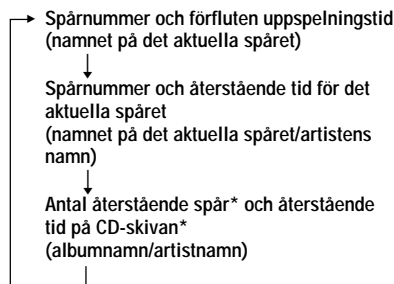 Spårnummer och förfluten uppspelningstid
(namnet på det aktuella spåret)
Spårnummer och återstående tid för det
aktuella spåret
(namnet på det aktuella spåret/artistens
namn)
Antal återstående spår* och återstående
tid på CD-skivan*
(albumnamn/artistnamn)